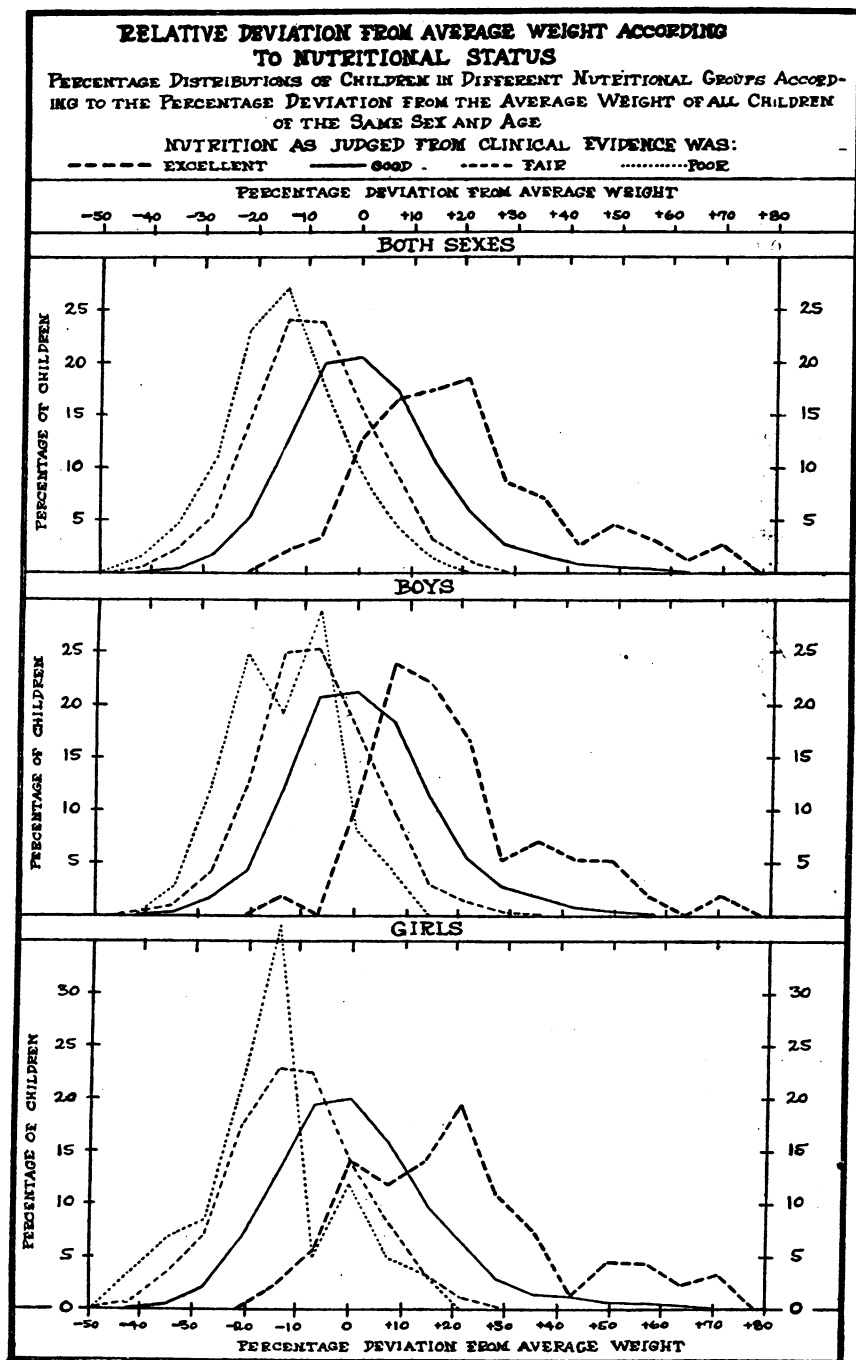 RELATIVE DEVIATION FROM AVERAGE WEIGHT ACCORDING
TO NUTRITIONAL STATUS
PERCENTAGE DISTRIBUTIONS OF CHILDREN IN DIFFERENT NUTRITIONAL GROUPS ACCORD-
ING TO THE PERCENTAGE DEVIATION FROM THE AVERAGE WEIGHT OF ALL CHILDREN
OF THE SAME SEX AND AGE
NUTRITION AS JUDGED FROM CLINICAL EVIDENCE WAS:
EXCELLENT GOOD FAIR POOR
PERCENTAGE DEVIATION FROM AVERAGE WEIGHT
-50 -40 -30 -20 -10 0 +10 +20 +30 +40 +50 +60 +70 +80
BOTH SEXES
PERCENTAGE OF CHILDREN
25 25
20 20
15 15
10 10
5 5
BOYS
PERCENTAGE OF CHILDREN
25 25
20 20
15 15
10 10
5 5
GIRLS
PERCENTAGE OF CHILDREN
30 30
25 25
20 20
15 15
10 10
5 5
0 0
-50 -40 -30 -20 -10 0 +10 +20 +30 +40 +50 +60 +70 +80
PERCENTAGE DEVIATION FROM AVERAGE WEIGHT